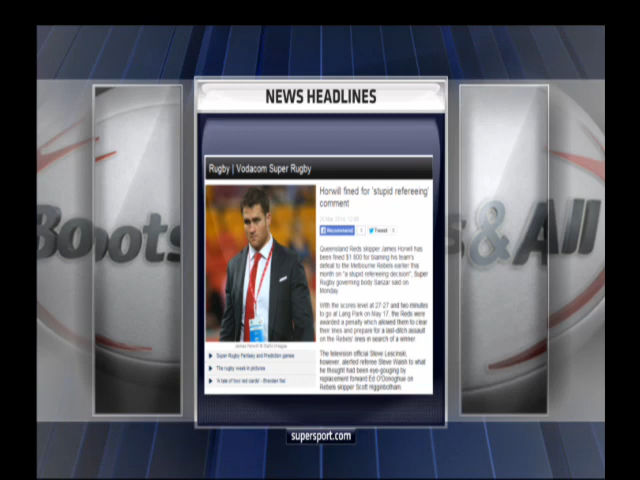 NEWS HEADLINES
Rugby | Vodacom Super Rugby
Horwill fined for 'stupid refereeing'
comment
Recommend
Tweet
Queensland Reds skipper James Horwill has
been fined $1 800 for blaming his team's
defeat to the Melbourne Rebels earlier this
month on "a stupid refereeing decision", Super
Rugby governing body Sanzar said on
Monday.
With the scores level at 27-27 and two minutes
to go at Lang Park on May 17, the Reds were
awarded a penalty which allowed them to clear
their lines and prepare for a last-ditch assault
on the Rebels' lines in search of a winner.
The television official Steve Lescinski,
however, alerted referee Steve Walsh to what
he thought had been eye-gouging by
replacement forward Ed O'Donoghue on
Rebels skipper Scott Higginbotham.
James Horwill ©
Super Rugby Fantasy and Prediction games
The rugby week in pictures
'A tale of two red cards' - Brendan Nel
Boots
& All
supersport.com